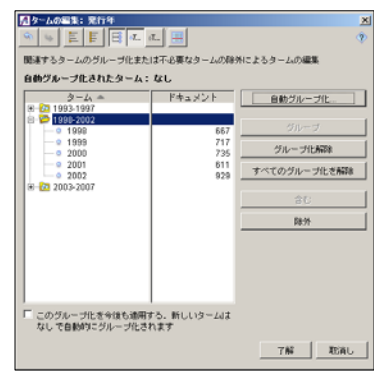 タームの編集: 発行年
関連するタームのグループ化または不必要なタームの除外によるタームの編集
自動グループ化されたターム: なし
ターム ドキュメント
1993-1997
1998-2002
1998 667
1999 717
2000 735
2001 611
2002 929
2003-2007
自動グループ化...
グループ
グループ化解除
すべてのグループ化を解除
含む
除外
このグループ化を今後も適用する、新しいタームは
なし で自動的にグループ化されます
了解 取消し